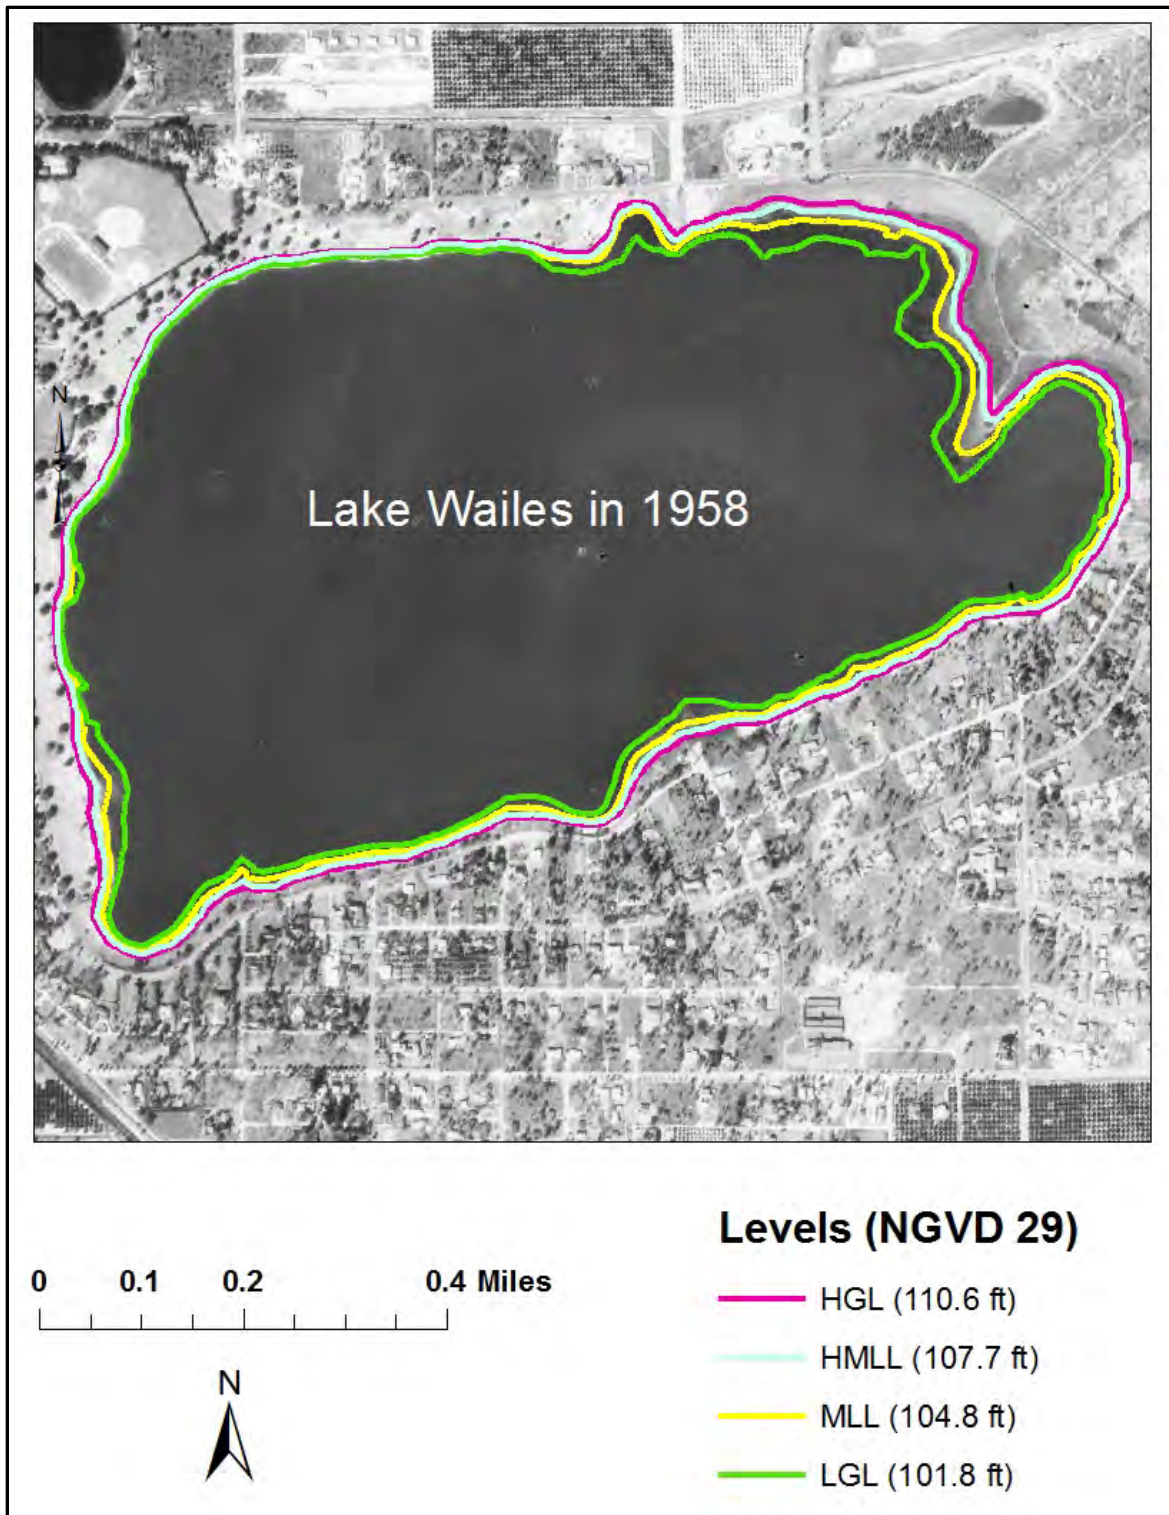 N
Lake Wailes in 1958
Levels (NGVD 29)
0 0.1 0.2 0.4 Miles
HGL (110.6 ft)
HMLL (107.7 ft)
N
MLL (104.8 ft)
LGL (101.8 ft)